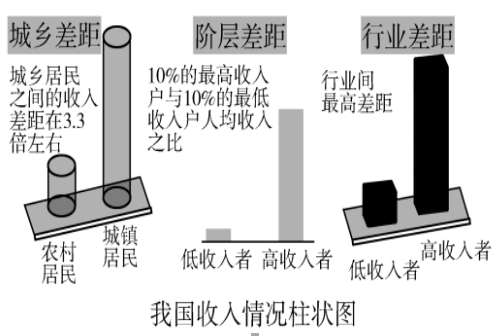 城乡差距
城乡居民
之间的收入
差距在3.3
倍左右
农村
居民
城镇
居民
阶层差距
10%的最高收入
户与10%的最低
收入户人均收入
之比
低收入者 高收入者
行业差距
行业间
最高差距
低收入者
高收入者
我国收入情况柱状图